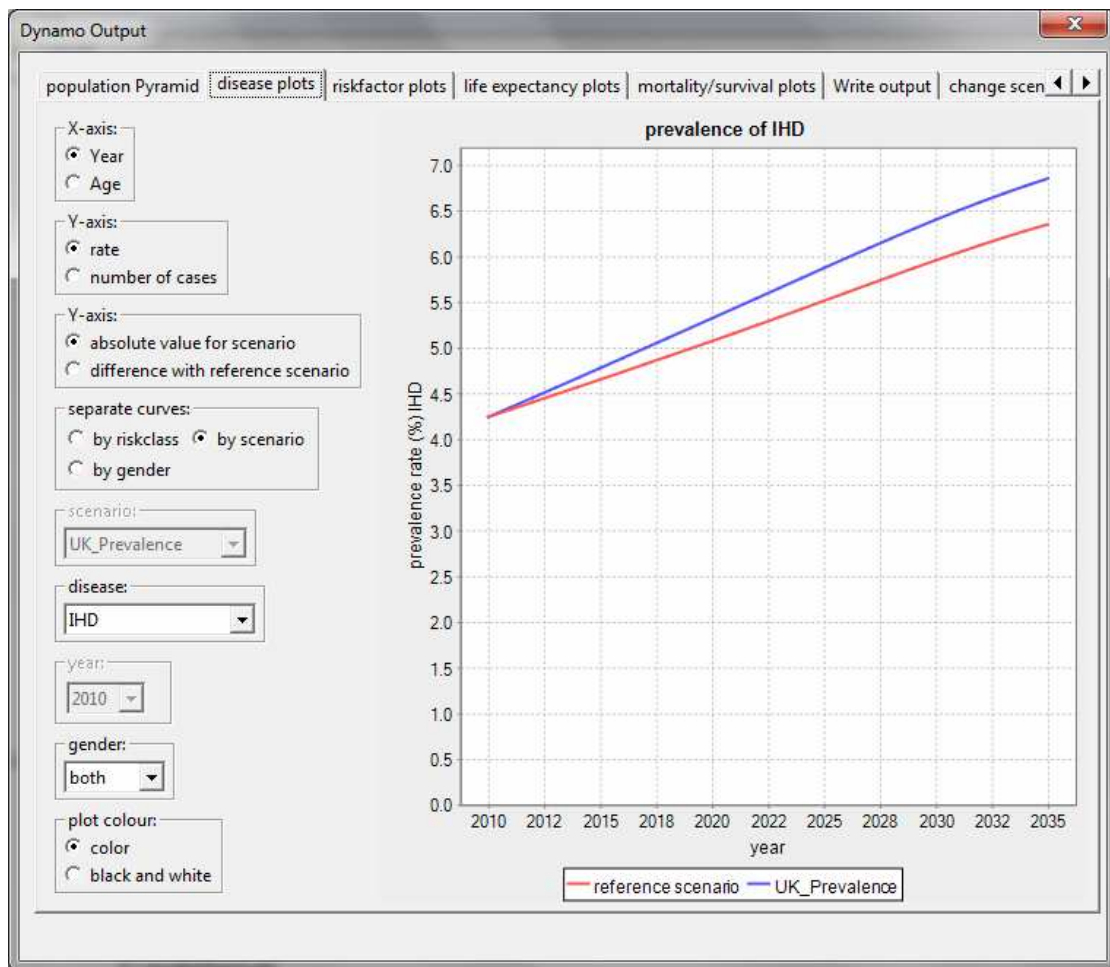 Dynamo Output
population Pyramid disease plots riskfactor plots life expectancy plots mortality/survival plots Write output change scen
X-axis:
Year
Age
Y-axis:
rate
number of cases
Y-axis:
absolute value for scenario
difference with reference scenario
separate curves:
by riskclass by scenario
by gender
scenario:
UK_Prevalence
disease:
IHD
year:
2010
gender:
both
plot colour:
color
black and white
prevalence of IHD
prevalence rate (%) IHD
7.0
6.5
6.0
5.5
5.0
4.5
4.0
3.5
3.0
2.5
2.0
1.5
1.0
0.5
0.0
2010 2012 2015 2018 2020 2022 2025 2028 2030 2032 2035
year
reference scenario UK_Prevalence